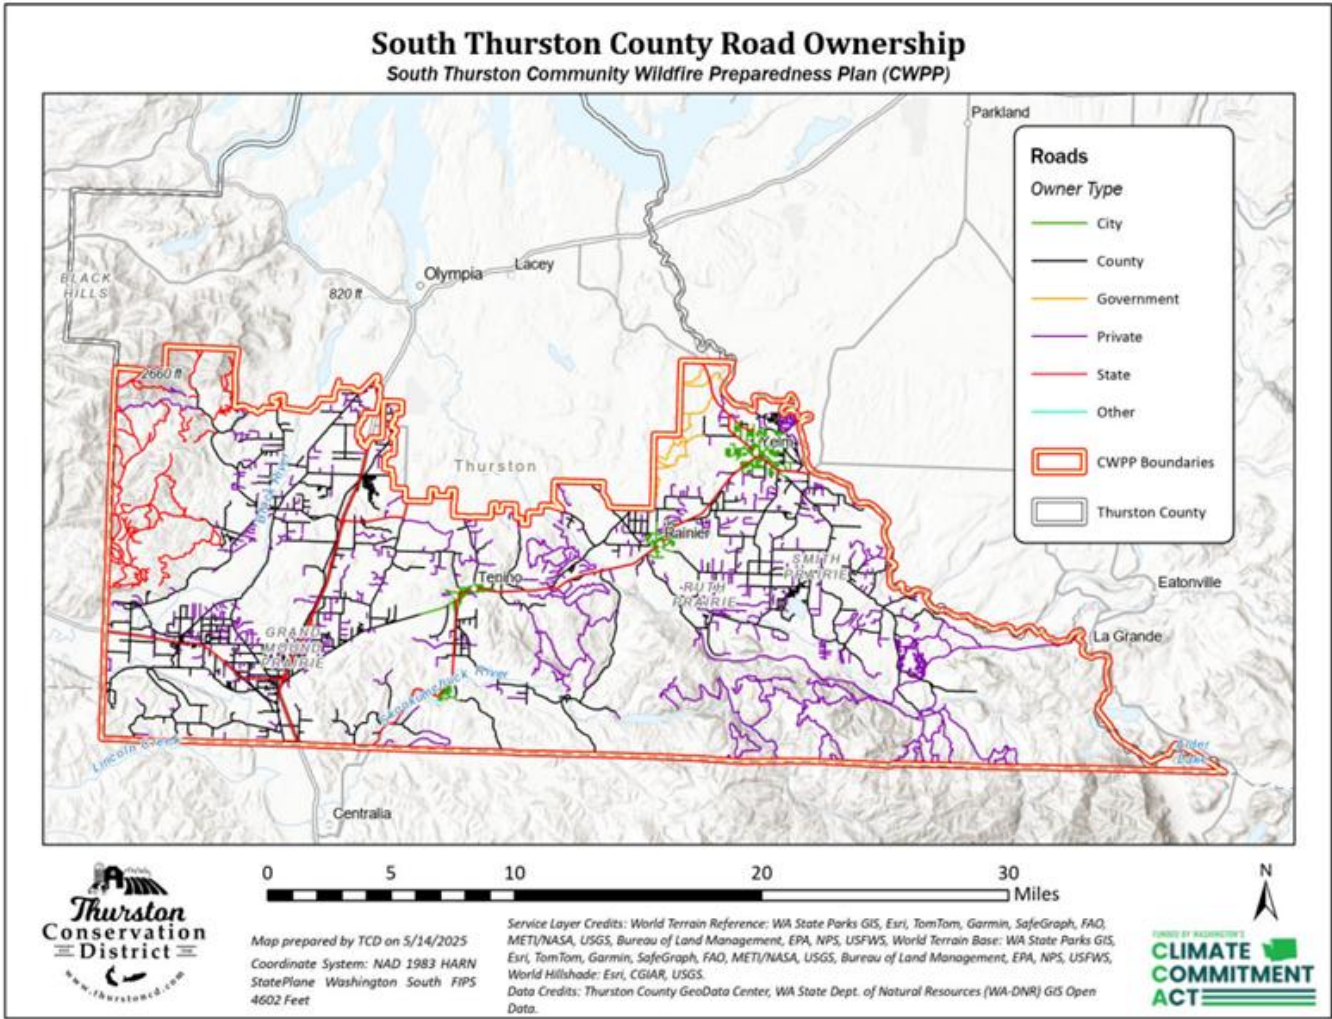 South Thurston County Road Ownership
South Thurston Community Wildfire Preparedness Plan (CWPP)
Parkland
Roads
Owner Type
City
County
Government
Private
State
Other
CWPP Boundaries
Thurston County
BLACK
HILLS
Olympia
Lacey
820 ft
2660 ft
Thurston
Black River
Yelm
Rainier
Tenino
SMITH
PRAIRIE
RUTH
PRAIRIE
Eatonville
La Grande
GRAND
MOUND
PRAIRIE
Skookumchuck River
Lincoln Creek
Alder
Lake
Centralia
0 5 10 20 30
Miles
N
Thurston
Conservation
District
www.thurstoncd.com
Map prepared by TCD on 5/14/2025
Coordinate System: NAD 1983 HARN
StatePlane Washington South FIPS
4602 Feet
Service Layer Credits: World Terrain Reference: WA State Parks GIS, Esri, TomTom, Garmin, SafeGraph, FAO,
METI/NASA, USGS, Bureau of Land Management, EPA, NPS, USFWS, World Terrain Base: WA State Parks GIS,
Esri, TomTom, Garmin, SafeGraph, FAO, METI/NASA, USGS, Bureau of Land Management, EPA, NPS, USFWS,
World Hillshade: Esri, CGIAR, USGS.
Data Credits: Thurston County GeoData Center, WA State Dept. of Natural Resources (WA-DNR) GIS Open
Data.
FUNDED BY WASHINGTON'S
CLIMATE
COMMITMENT
ACT